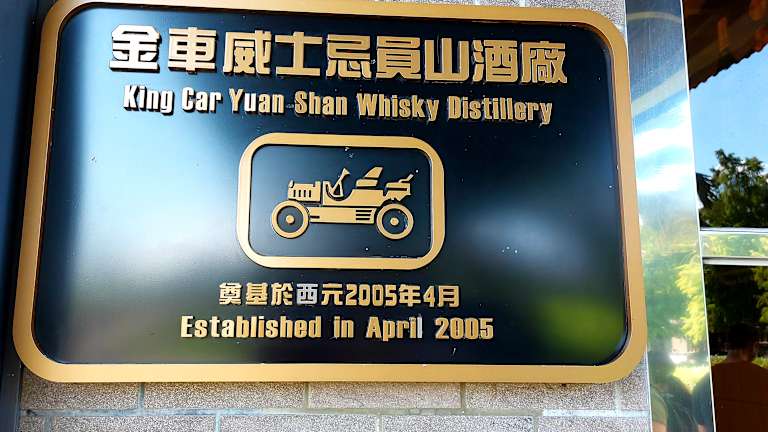 金車威士忌員山酒廠
King Car Yuan Shan Whisky Distillery
奠基於西元2005年4月
Established in April 2005